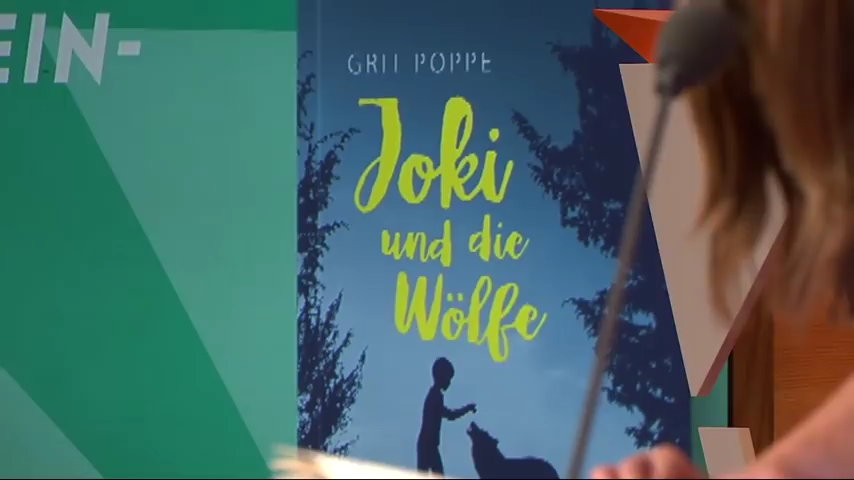 EIN-
GRIT POPPE
Joki
und die
Wölfe